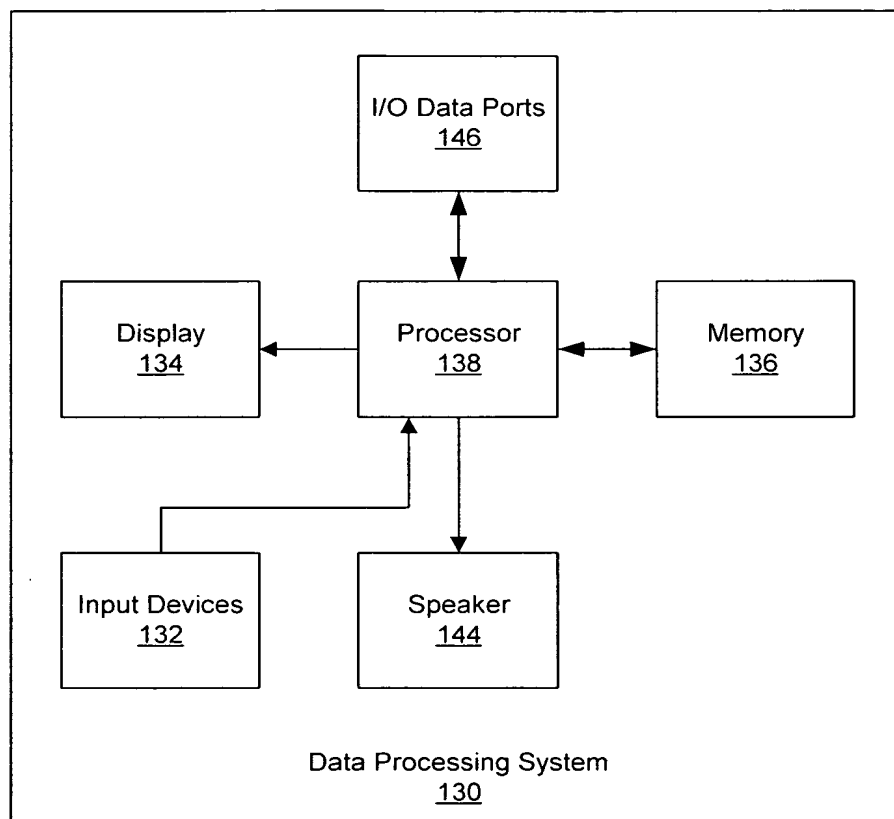 I/O Data Ports
146
Display
134
Processor
138
Memory
136
Input Devices
132
Speaker
144
Data Processing System
130